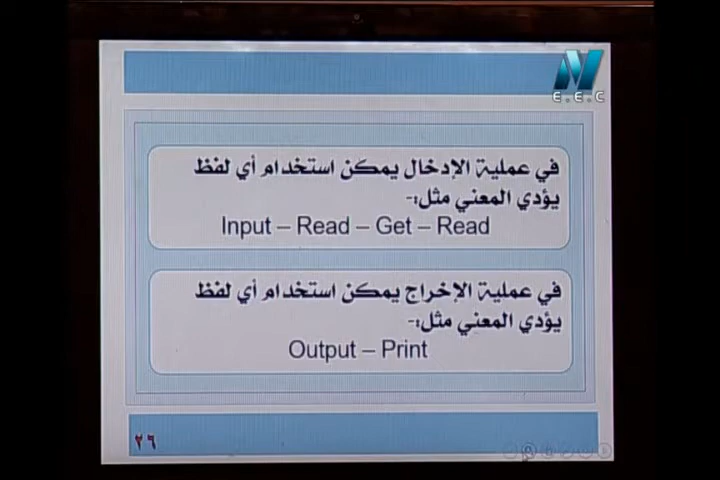 E.E.C
في عملية الإدخال يمكن استخدام أي لفظ
يؤدي المعني مثل:-
Input – Read – Get – Read
في عملية الإخراج يمكن استخدام أي لفظ
يؤدي المعني مثل:-
Output – Print
٢٦